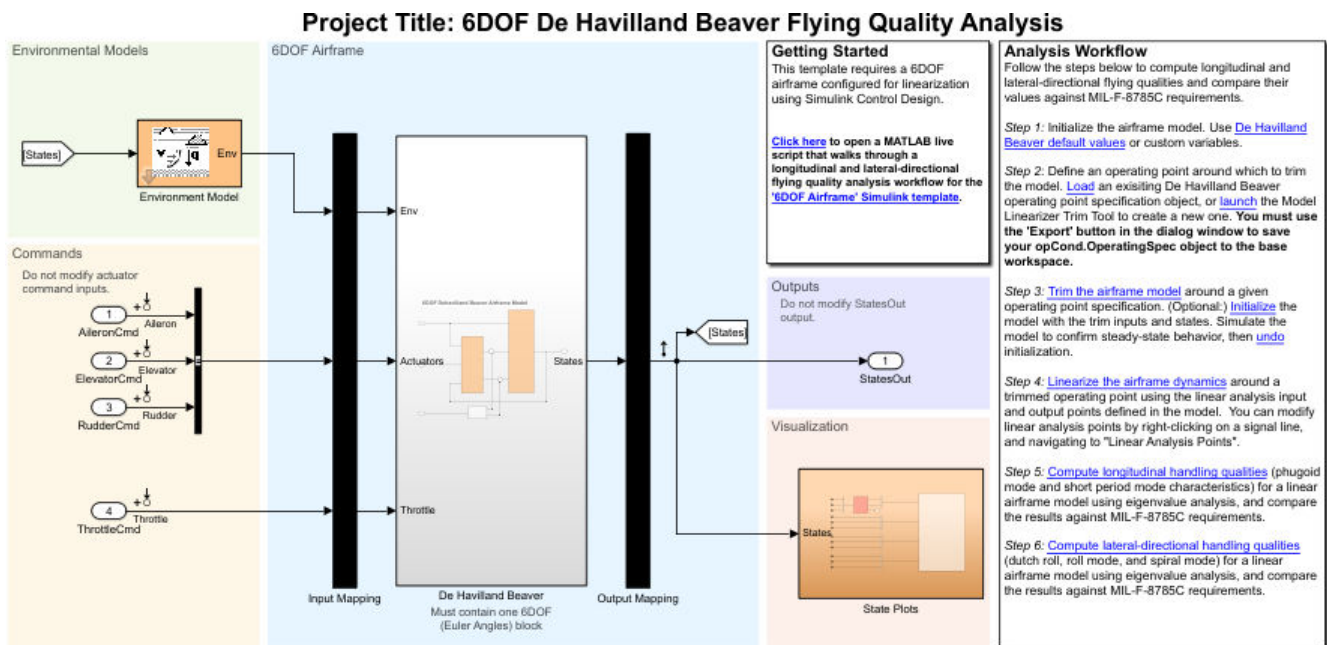 Project Title: 6DOF De Havilland Beaver Flying Quality Analysis
Environmental Models
[States]
Env
Environment Model
Commands
Do not modify actuator
command inputs.
1
Aileron
AileronCmd
2
Elevator
ElevatorCmd
3
Rudder
RudderCmd
4
Throttle
ThrottleCmd
6DOF Airframe
Env
Actuators
Throttle
States
Input Mapping
De Havilland Beaver
Must contain one 6DOF
(Euler Angles) block
Output Mapping
Getting Started
This template requires a 6DOF
airframe configured for linearization
using Simulink Control Design.
Click here to open a MATLAB live
script that walks through a
longitudinal and lateral-directional
flying quality analysis workflow for the
'6DOF Airframe' Simulink template.
Outputs
Do not modify StatesOut
output.
[States]
1
StatesOut
Visualization
States
State Plots
Analysis Workflow
Follow the steps below to compute longitudinal and
lateral-directional flying qualities and compare their
values against MIL-F-8785C requirements.
Step 1: Initialize the airframe model. Use De Havilland
Beaver default values or custom variables.
Step 2: Define an operating point around which to trim
the model. Load an exisiting De Havilland Beaver
operating point specification object, or launch the Model
Linearizer Trim Tool to create a new one. You must use
the 'Export' button in the dialog window to save
your opCond.OperatingSpec object to the base
workspace.
Step 3: Trim the airframe model around a given
operating point specification. (Optional:) Initialize the
model with the trim inputs and states. Simulate the
model to confirm steady-state behavior, then undo
initialization.
Step 4: Linearize the airframe dynamics around a
trimmed operating point using the linear analysis input
and output points defined in the model. You can modify
linear analysis points by right-clicking on a signal line,
and navigating to "Linear Analysis Points".
Step 5: Compute longitudinal handling qualities (phugoid
mode and short period mode characteristics) for a linear
airframe model using eigenvalue analysis, and compare
the results against MIL-F-8785C requirements.
Step 6: Compute lateral-directional handling qualities
(dutch roll, roll mode, and spiral mode) for a linear
airframe model using eigenvalue analysis, and compare
the results against MIL-F-8785C requirements.